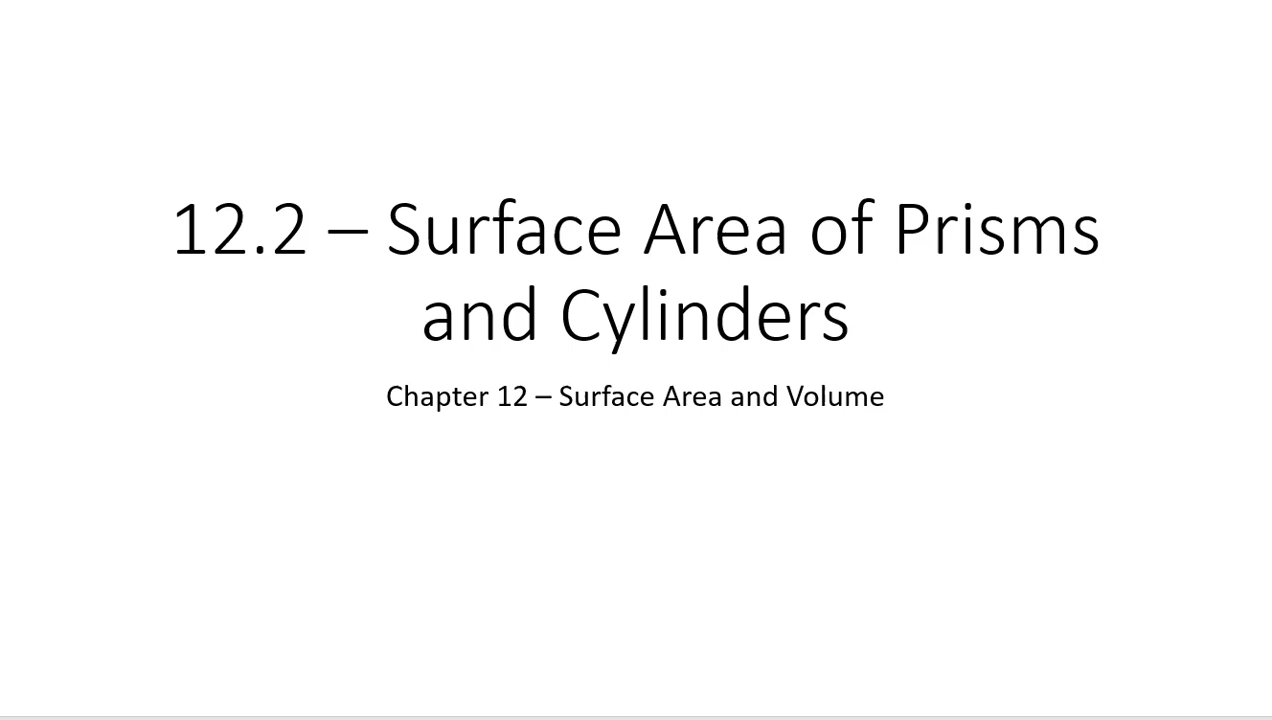 12.2 – Surface Area of Prisms
and Cylinders
Chapter 12 – Surface Area and Volume